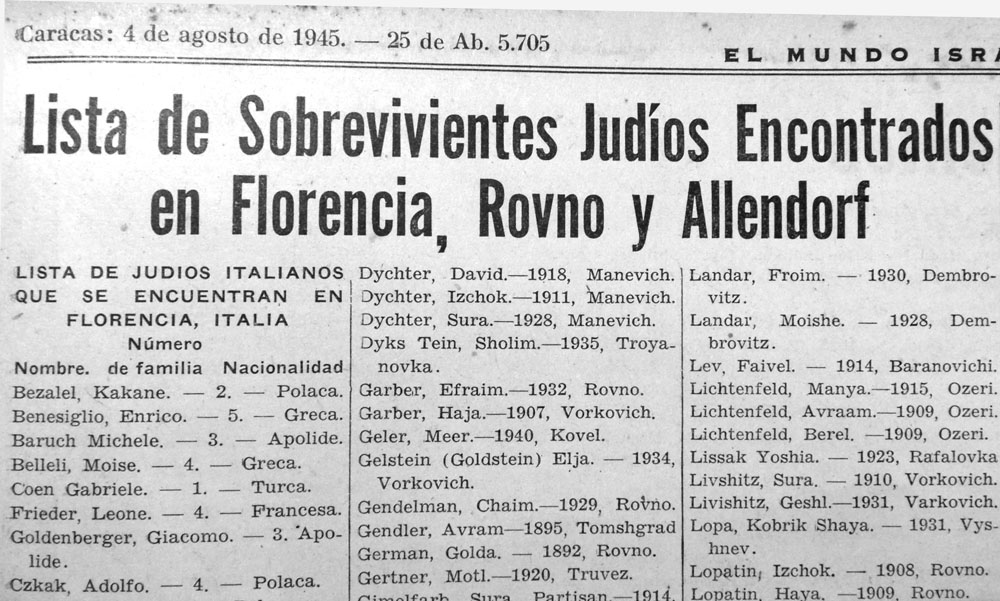 Caracas: 4 de agosto de 1945. — 25 de Ab. 5.705
EL MUNDO ISRA
Lista de Sobrevivientes Judíos Encontrados
en Florencia, Rovno y Allendorf
LISTA DE JUDIOS ITALIANOS
QUE SE ENCUENTRAN EN
FLORENCIA, ITALIA
Número
Nombre. de familia Nacionalidad
Bezalel, Kakane. — 2. — Polaca.
Benesiglio, Enrico. — 5. — Greca.
Baruch Michele. — 3. — Apolide.
Belleli, Moise. — 4. — Greca.
Coen Gabriele. — 1. — Turca.
Frieder, Leone. — 4. — Francesa.
Goldenberger, Giacomo. — 3. Apo-
lide.
Czkak, Adolfo. — 4. — Polaca.
Dychter, David.—1918, Manevich.
Dychter, Izchok.—1911, Manevich.
Dychter, Sura.—1928, Manevich.
Dyks Tein, Sholim.—1935, Troya-
novka.
Garber, Efraim.—1932, Rovno.
Garber, Haja.—1907, Vorkovich.
Geler, Meer.—1940, Kovel.
Gelstein (Goldstein) Elja. — 1934,
Vorkovich.
Gendelman, Chaim.—1929, Rovno.
Gendler, Avram—1895, Tomshgrad
German, Golda. — 1892, Rovno.
Gertner, Motl.—1920, Truvez.
Gimelfarb, Sura, Partisan.—1914.
Landar, Froim. — 1930, Dembro-
vitz.
Landar, Moishe. — 1928, Dem-
brovitz.
Lev, Faivel. — 1914, Baranovichi.
Lichtenfeld, Manya.—1915, Ozeri.
Lichtenfeld, Avraam.—1909, Ozeri.
Lichtenfeld, Berel. — 1909, Ozeri.
Lissak Yoshia. — 1923, Rafalovka
Livshitz, Sura. — 1910, Vorkovich.
Livishitz, Geshl.—1931, Varkovich.
Lopa, Kobrik Shaya. — 1931, Vys-
hnev.
Lopatin, Izchok. — 1908, Rovno.
Lopatin, Haya. —1909, Rovno.